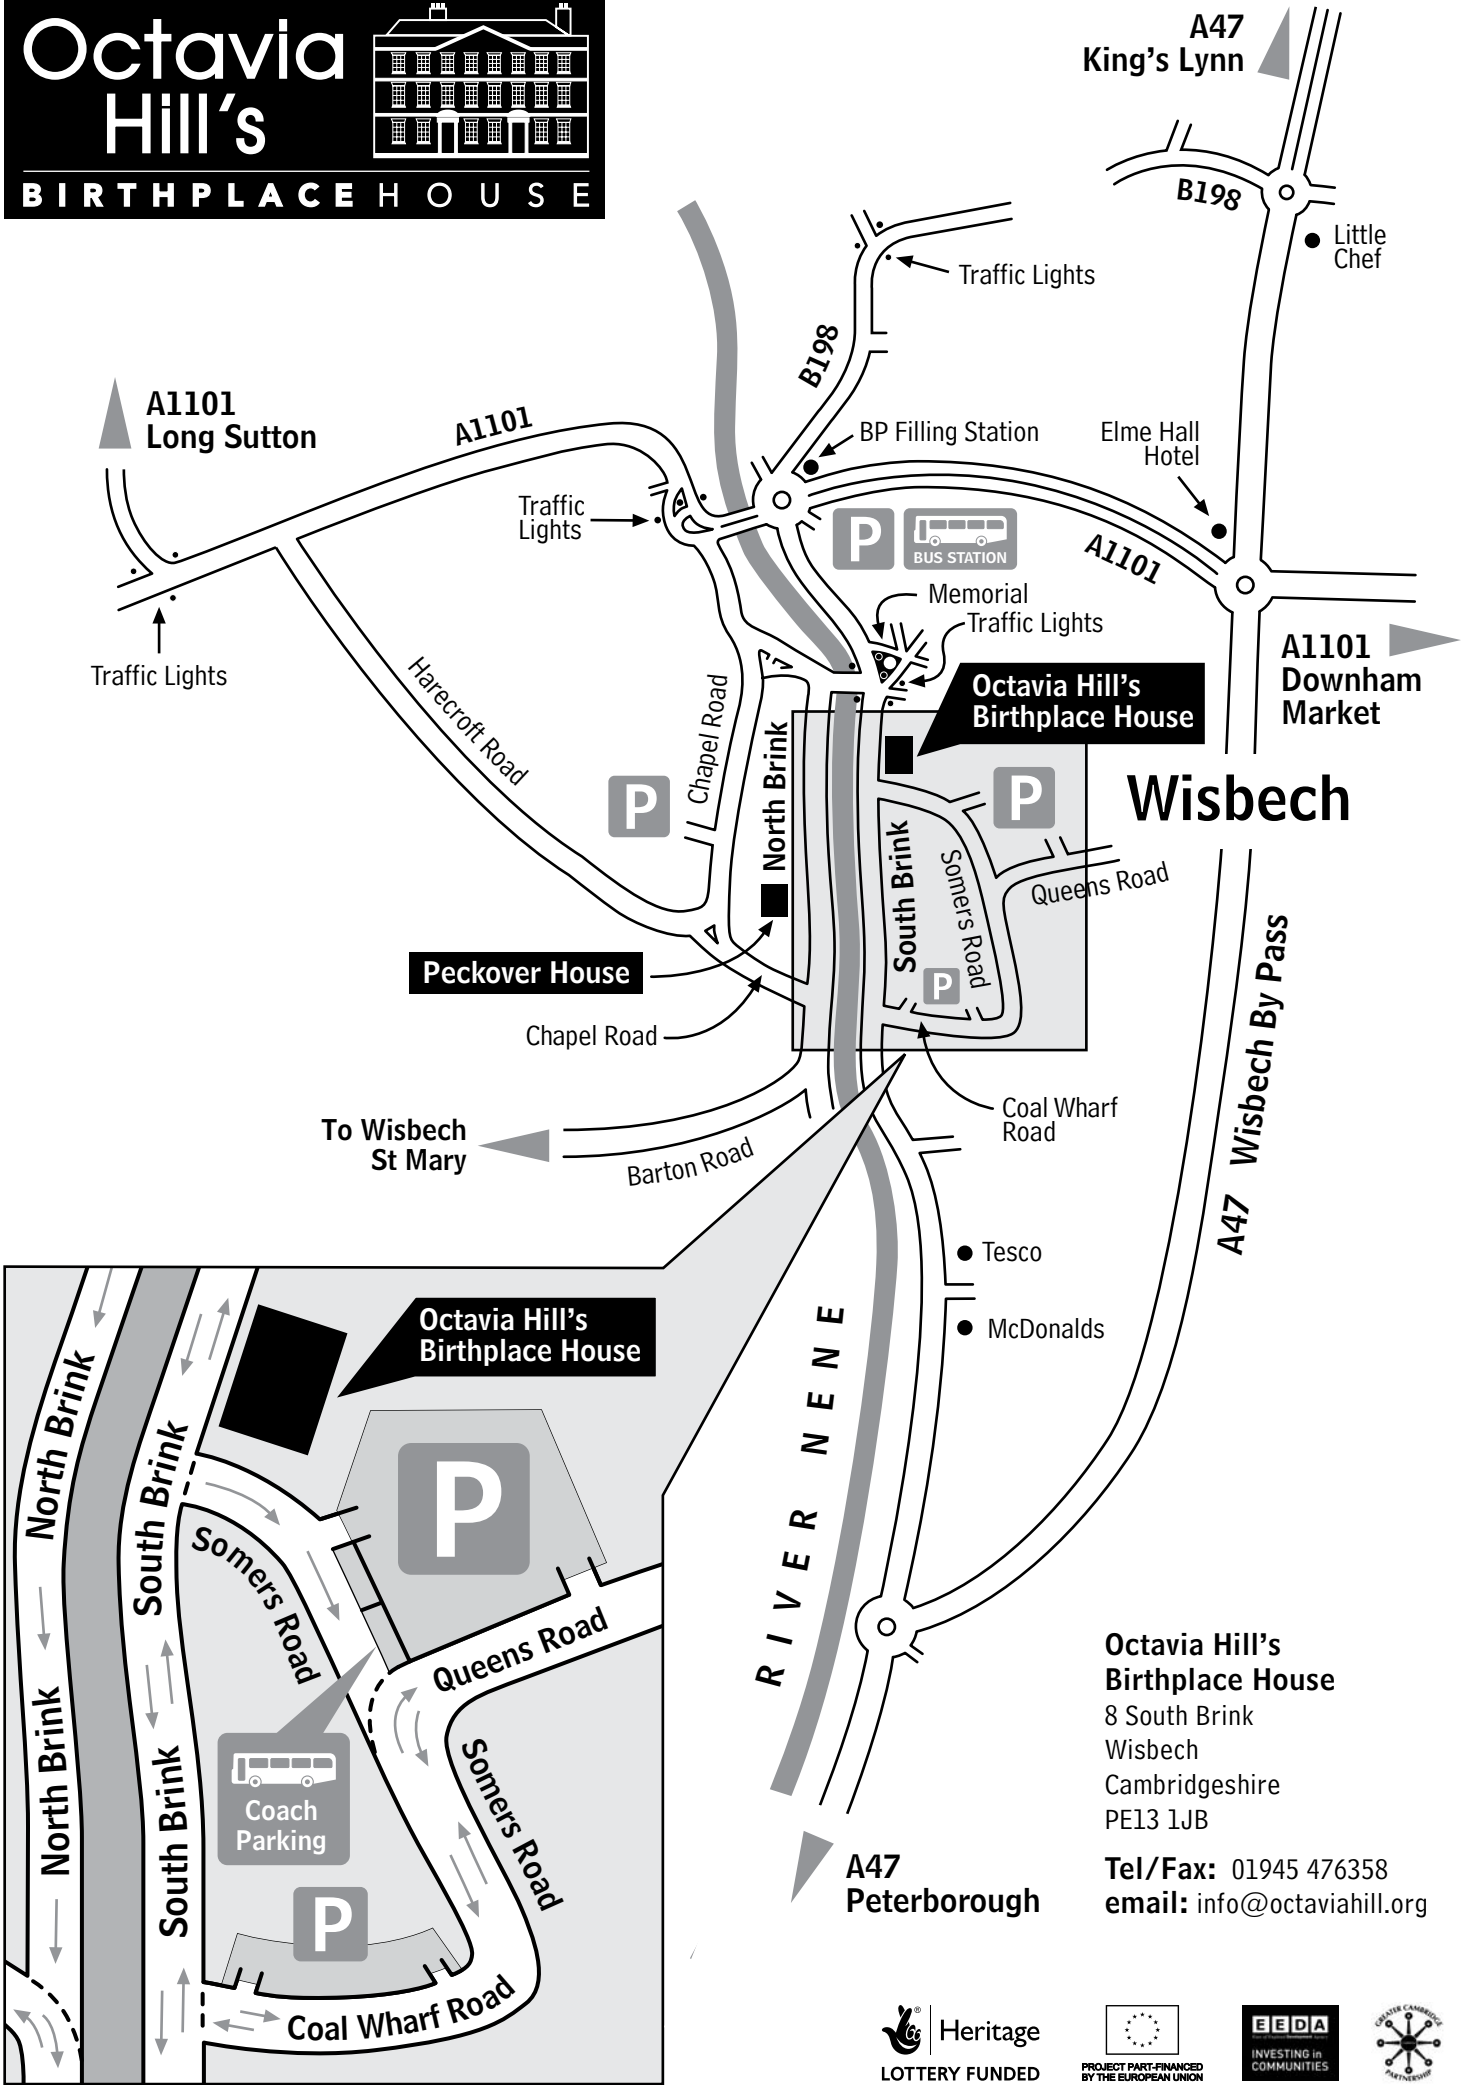 Octavia
Hill's
BIRTHPLACE HOUSE
A47
King's Lynn
B198
Little
Chef
Traffic Lights
B198
A1101
Long Sutton
A1101
BP Filling Station
Elme Hall
Hotel
Traffic
Lights
P
BUS STATION
A1101
Memorial
Traffic Lights
Traffic Lights
A1101
Downham
Market
Octavia Hill's
Birthplace House
Harecroft Road
Chapel Road
North Brink
P
P
Wisbech
South Brink
Somers Road
Queens Road
Peckover House
P
Chapel Road
Coal Wharf
Road
To Wisbech
St Mary
Barton Road
A47 Wisbech By Pass
Tesco
McDonalds
RIVER NENE
Octavia Hill's
Birthplace House
North Brink
South Brink
P
Somers Road
Queens Road
North Brink
South Brink
Somers Road
Coach
Parking
P
Coal Wharf Road
A47
Peterborough
Octavia Hill's
Birthplace House
8 South Brink
Wisbech
Cambridgeshire
PE13 1JB
Tel/Fax: 01945 476358
email: info@octaviahill.org
Heritage
LOTTERY FUNDED
PROJECT PART-FINANCED
BY THE EUROPEAN UNION
EEDA
INVESTING in
COMMUNITIES
GREATER CAMBRIDGE
PARTNERSHIP